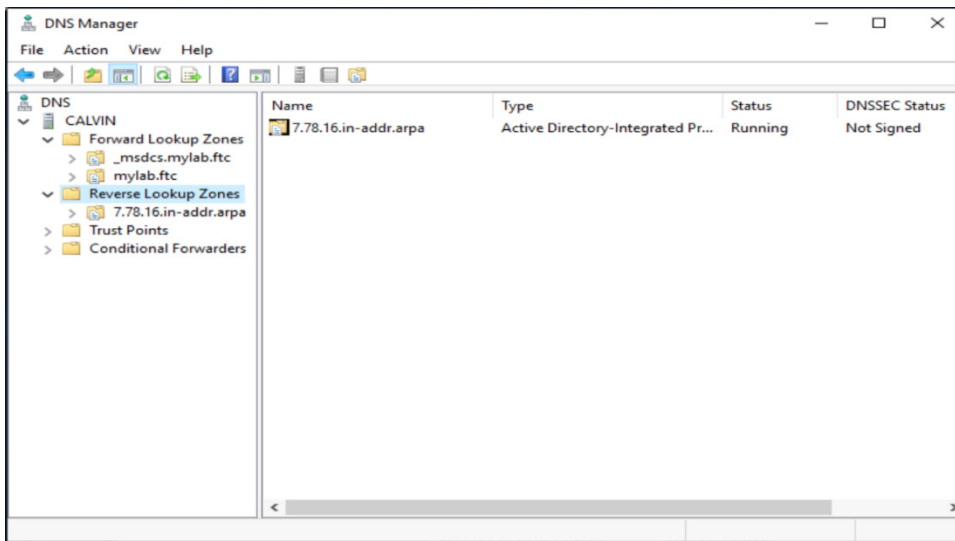 DNS Manager
File Action View Help
DNS
CALVIN
Forward Lookup Zones
_msdcs.mylab.ftc
mylab.ftc
Reverse Lookup Zones
7.78.16.in-addr.arpa
Trust Points
Conditional Forwarders
Name Type Status DNSSEC Status
7.78.16.in-addr.arpa Active Directory-Integrated Pr... Running Not Signed